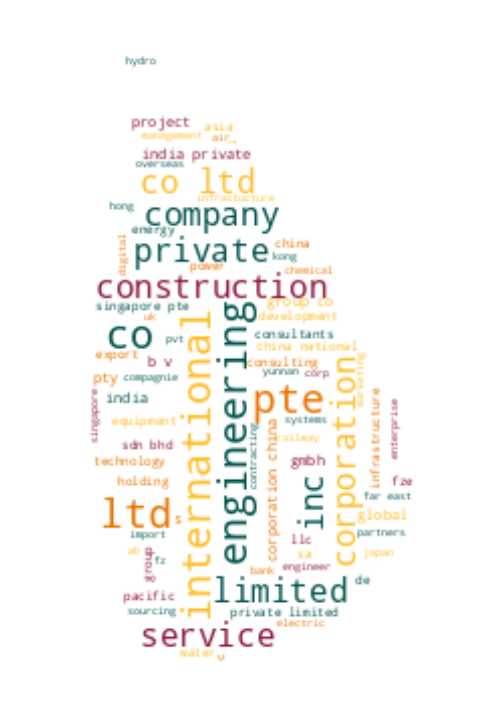 hydro
project
asia
management
air
india private
overseas
co ltd
infrastucture
hong
company
energy
digital
private
china
kong
power
chemical
construction
singapore pte
group co
uk
development
co
pvt
consultants
international
engineering
china national
export
b v
consulting
pty
compagnie
yunnan
corp
marketing
india
pte
singapore
equipment
systems
corporation
infrastructure
enterprise
sdn bhd
contracting
railway
technology
corporation china
gmbh
holding
inc
fze
far east
ltd
s
global
import
llc
partners
ab
group
fz
sa
japan
bank
engineer
de
pacific
limited
sourcing
private limited
electric
service
water